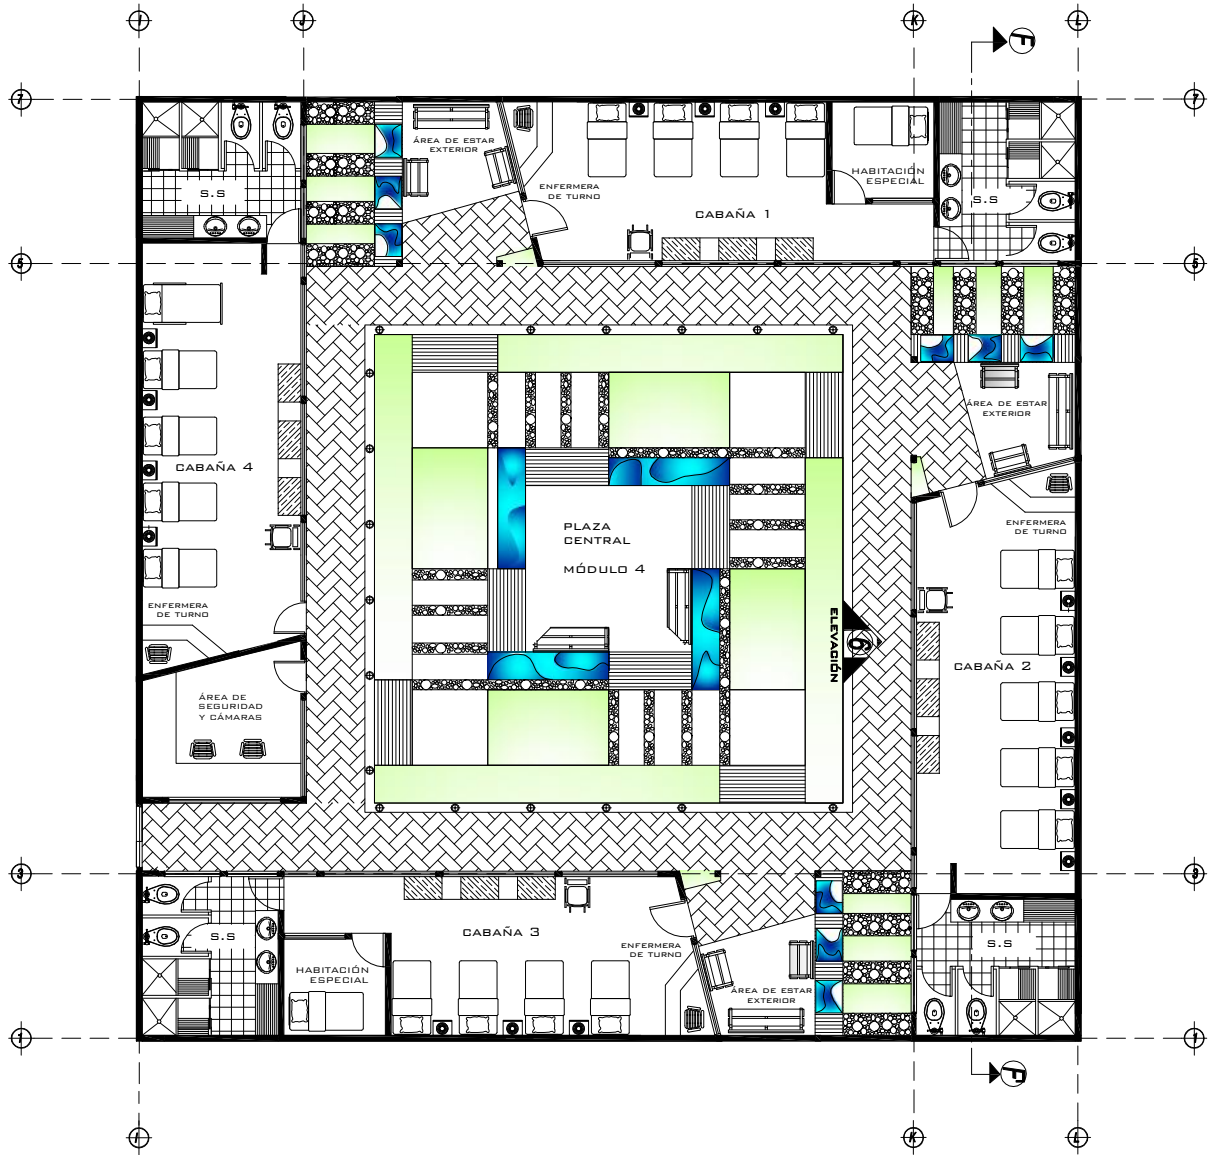 I
J
K
L
F
7
7
ÁREA DE ESTAR
EXTERIOR
HABITACIÓN
ESPECIAL
ENFERMERA
DE TURNO
S.S
S.S
CABAÑA 1
5
5
ÁREA DE ESTAR
EXTERIOR
CABAÑA 4
ENFERMERA
DE TURNO
PLAZA
CENTRAL
MÓDULO 4
ENFERMERA
DE TURNO
ELEVACIÓN
6
CABAÑA 2
ÁREA DE
SEGURIDAD
Y CÁMARAS
3
3
S.S
CABAÑA 3
ENFERMERA
DE TURNO
S.S
HABITACIÓN
ESPECIAL
ÁREA DE ESTAR
EXTERIOR
1
1
F'
I
K
L